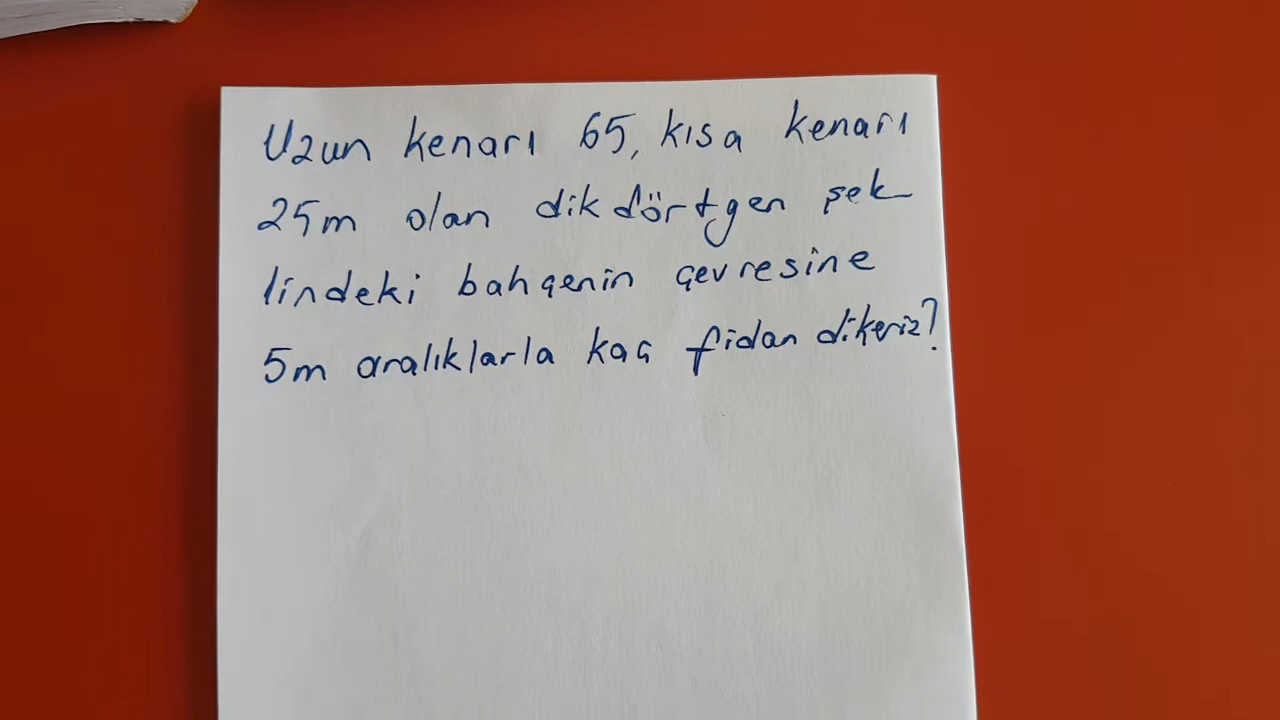 Uzun kenarı 65, kısa kenarı
25m olan dikdörtgen şek
lindeki bahçenin çevresine
5m aralıklarla kaç fidan dikeriz?